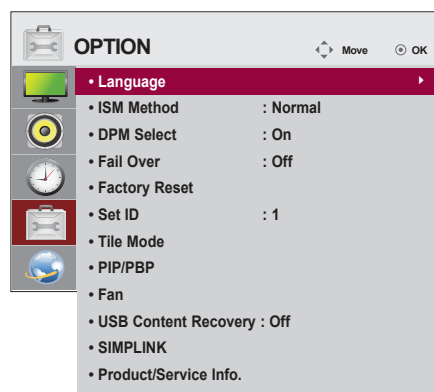 OPTION Move OK
• Language
• ISM Method : Normal
• DPM Select : On
• Fail Over : Off
• Factory Reset
• Set ID : 1
• Tile Mode
• PIP/PBP
• Fan
• USB Content Recovery : Off
• SIMPLINK
• Product/Service Info.